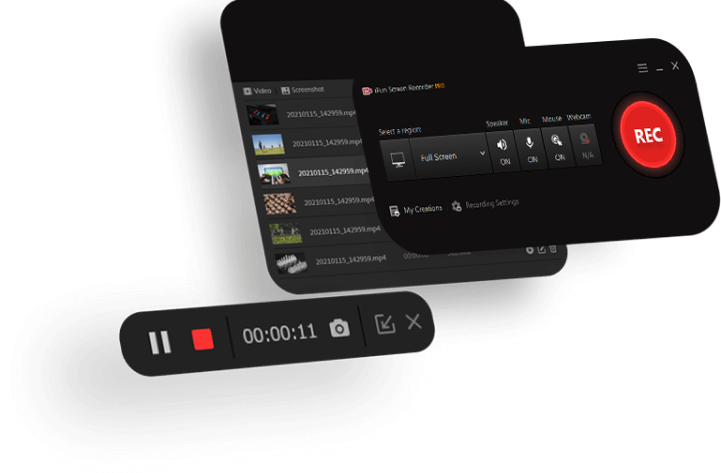 Video Screenshot
20210115_142959.mp4
20210115_142959.mp4
20210115_142959.mp4
20210115_142959.mp4
20210115_142959.mp4
20210115_142959.mp4
iFun Screen Recorder PRO
Select a region:
Speaker Mic Mouse Webcam
Full Screen
ON ON ON N/A
REC
My Creations Recording Settings
00:00:11